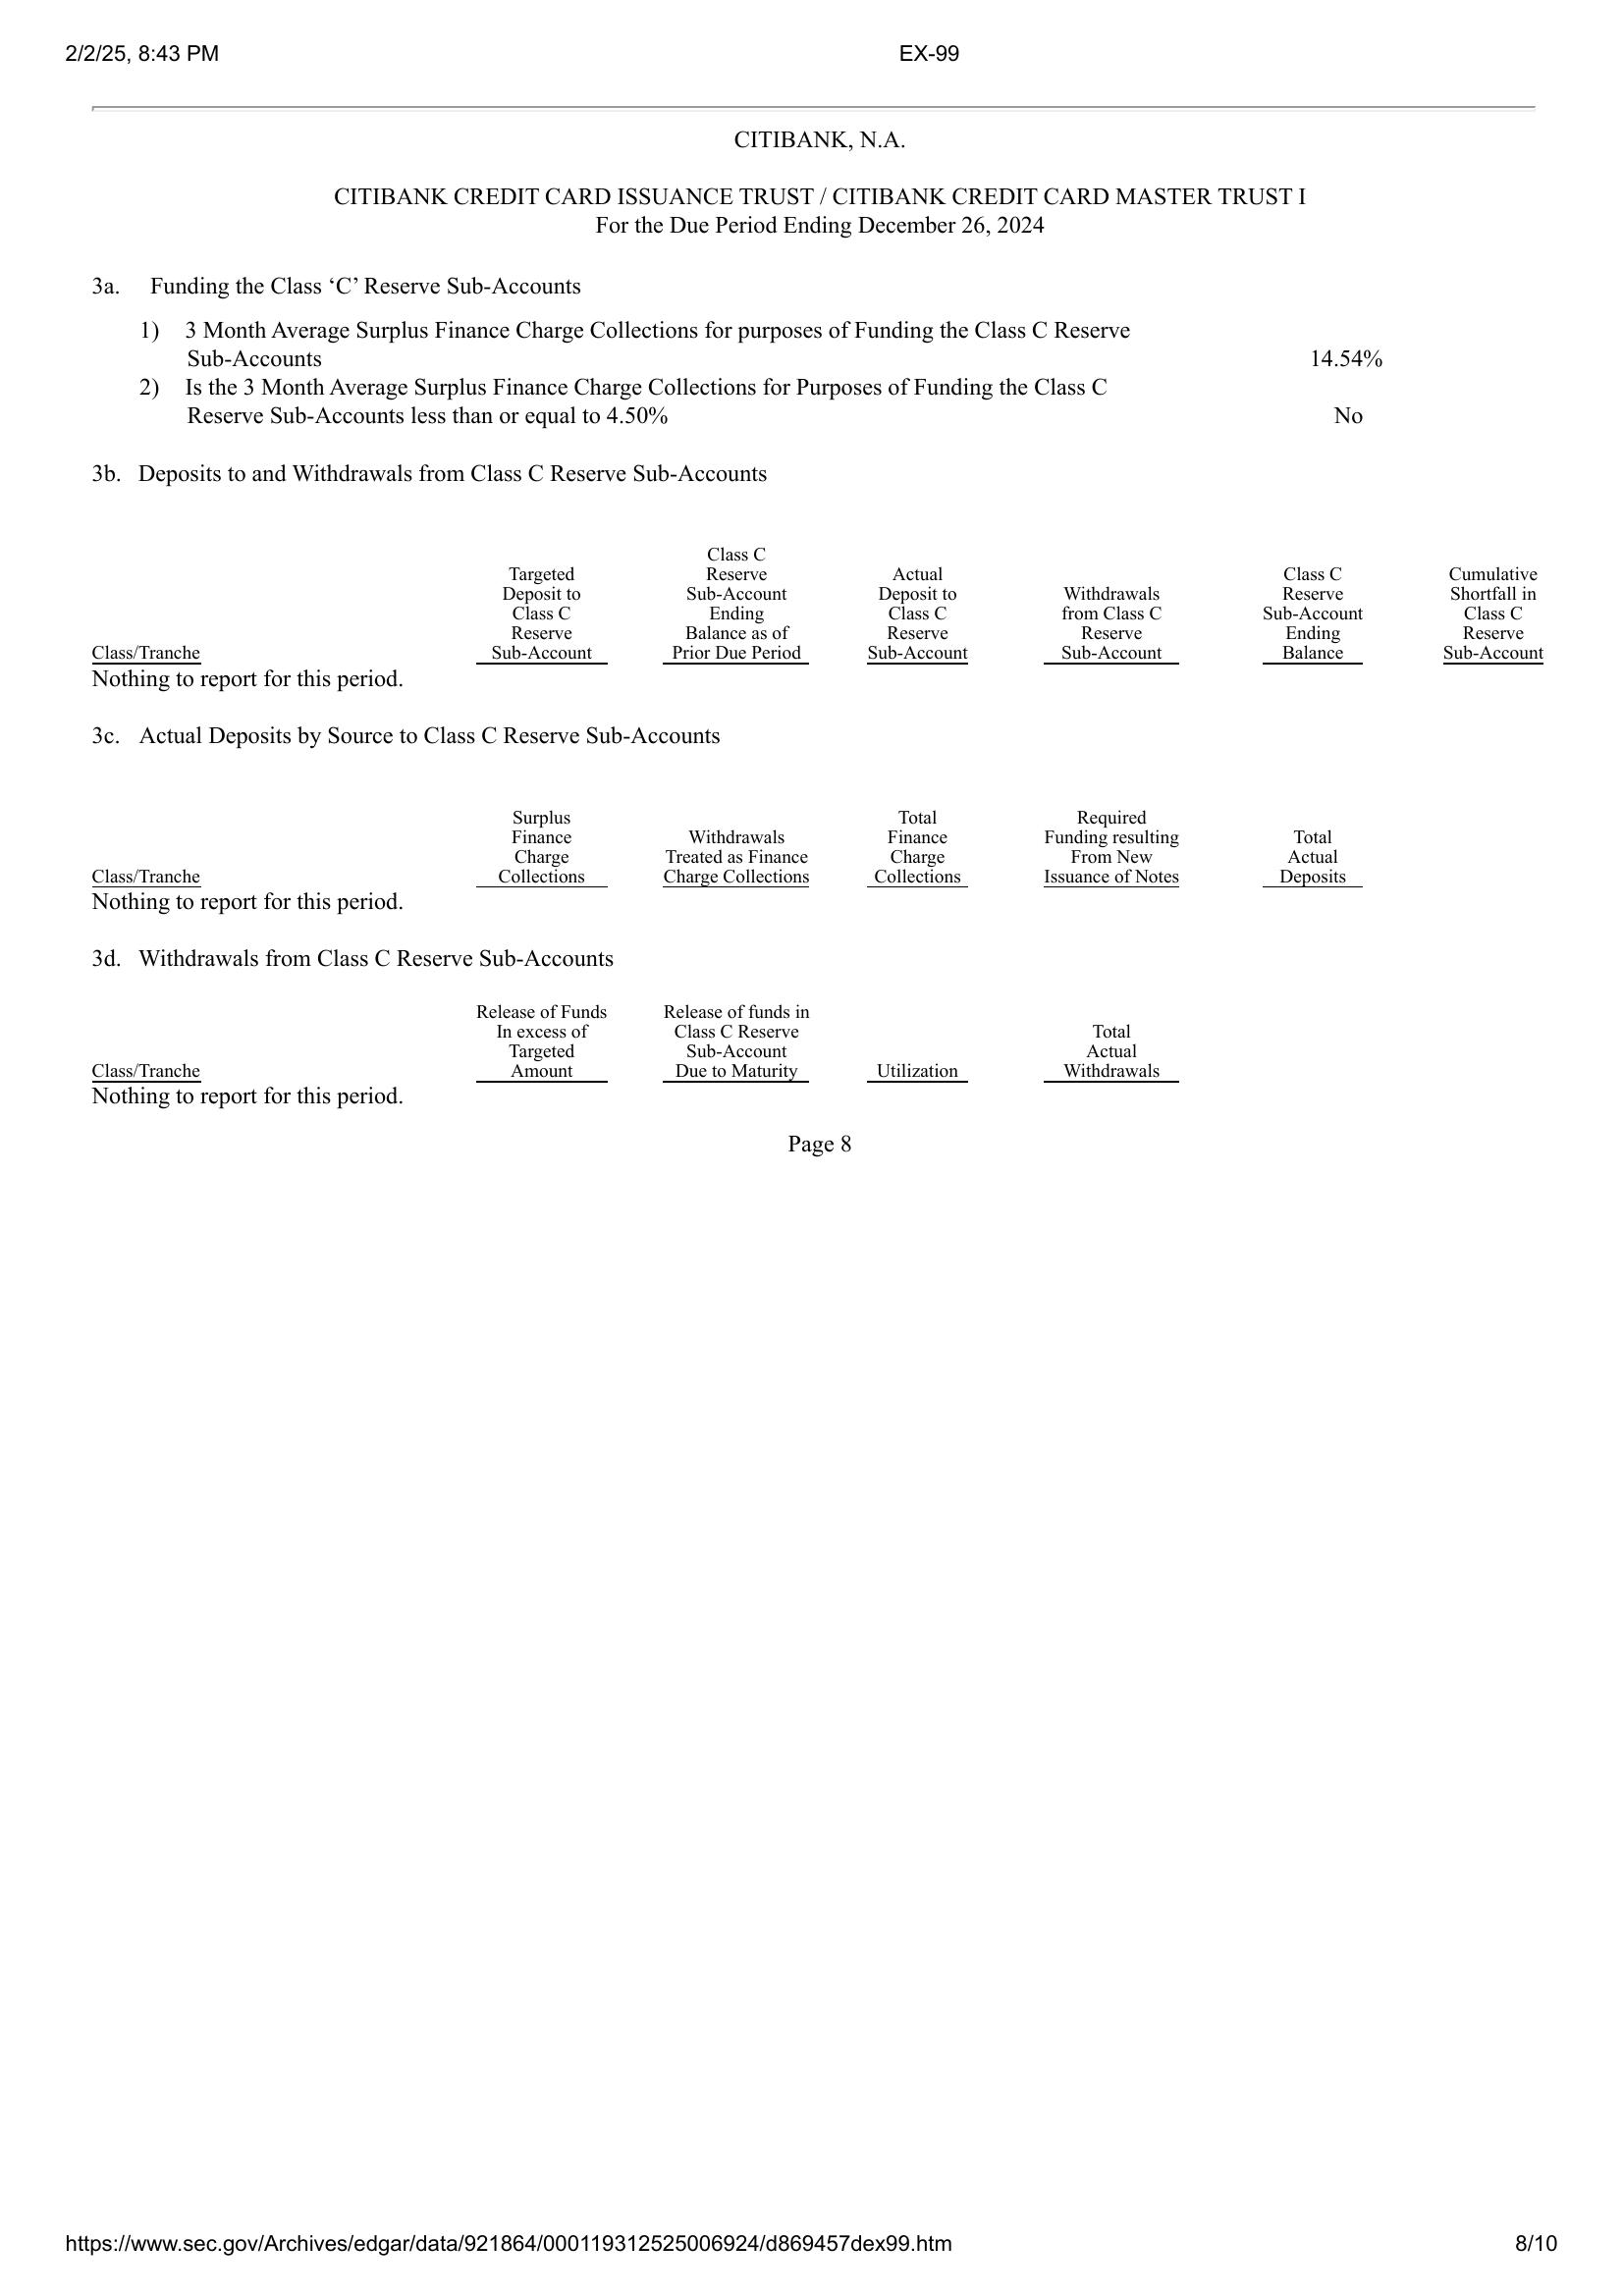 2/2/25, 8:43 PM EX-99
CITIBANK, N.A.
CITIBANK CREDIT CARD ISSUANCE TRUST / CITIBANK CREDIT CARD MASTER TRUST I
For the Due Period Ending December 26, 2024
3a. Funding the Class ‘C’ Reserve Sub-Accounts
1) 3 Month Average Surplus Finance Charge Collections for purposes of Funding the Class C Reserve
Sub-Accounts 14.54%
2) Is the 3 Month Average Surplus Finance Charge Collections for Purposes of Funding the Class C
Reserve Sub-Accounts less than or equal to 4.50% No
3b. Deposits to and Withdrawals from Class C Reserve Sub-Accounts
Class C
Targeted Reserve Actual Class C Cumulative
Deposit to Sub-Account Deposit to Withdrawals Reserve Shortfall in
Class C Ending Class C from Class C Sub-Account Class C
Reserve Balance as of Reserve Reserve Ending Reserve
Class/Tranche Sub-Account Prior Due Period Sub-Account Sub-Account Balance Sub-Account
Nothing to report for this period.
3c. Actual Deposits by Source to Class C Reserve Sub-Accounts
Surplus Total Required
Finance Withdrawals Finance Funding resulting Total
Charge Treated as Finance Charge From New Actual
Class/Tranche Collections Charge Collections Collections Issuance of Notes Deposits
Nothing to report for this period.
3d. Withdrawals from Class C Reserve Sub-Accounts
Release of Funds Release of funds in
In excess of Class C Reserve Total
Targeted Sub-Account Actual
Class/Tranche Amount Due to Maturity Utilization Withdrawals
Nothing to report for this period.
Page 8
https://www.sec.gov/Archives/edgar/data/921864/000119312525006924/d869457dex99.htm 8/10